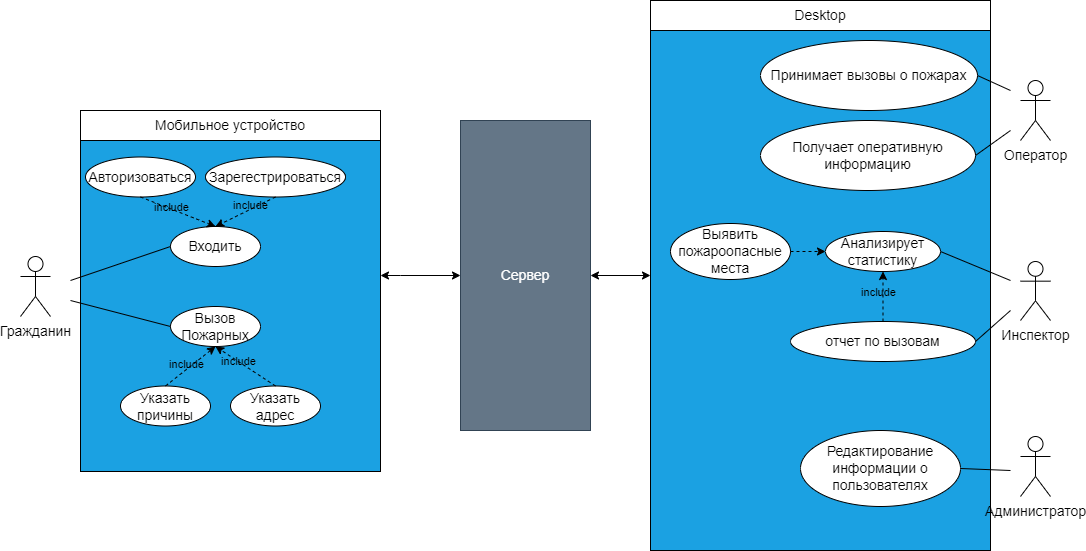 Desktop
Принимает вызовы о пожарах
Получает оперативную
информацию
Оператор
Мобильное устройство
Авторизоваться
Зарегестрироваться
include
include
Входить
Гражданин
Вызов
Пожарных
include
include
Указать
причины
Указать
адрес
Сервер
Выявить
пожароопасные
места
Анализирует
статистику
include
отчет по вызовам
Инспектор
Редактирование
информации о
пользователях
Администратор